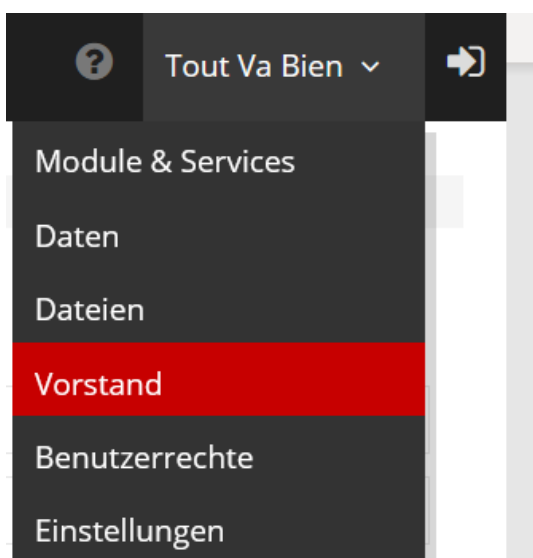 Tout Va Bien
Module & Services
Daten
Dateien
Vorstand
Benutzerrechte
Einstellungen